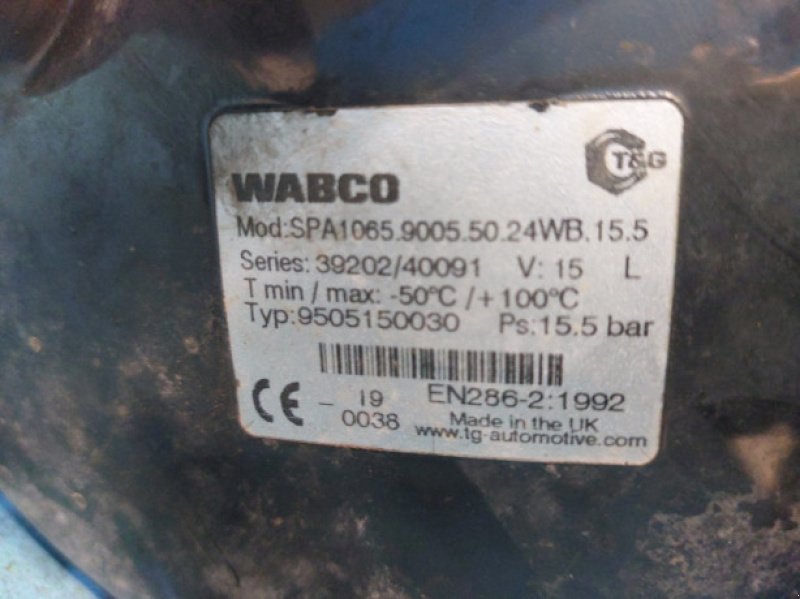 T&G
WABCO
Mod:SPA1065.9005.50.24WB.15.5
Series: 39202/40091 V: 15 L
T min / max: -50°C /+100°C
Typ:9505150030 Ps:15.5 bar
CE - 19 EN286-2:1992
0038 Made in the UK
www.tg-automotive.com